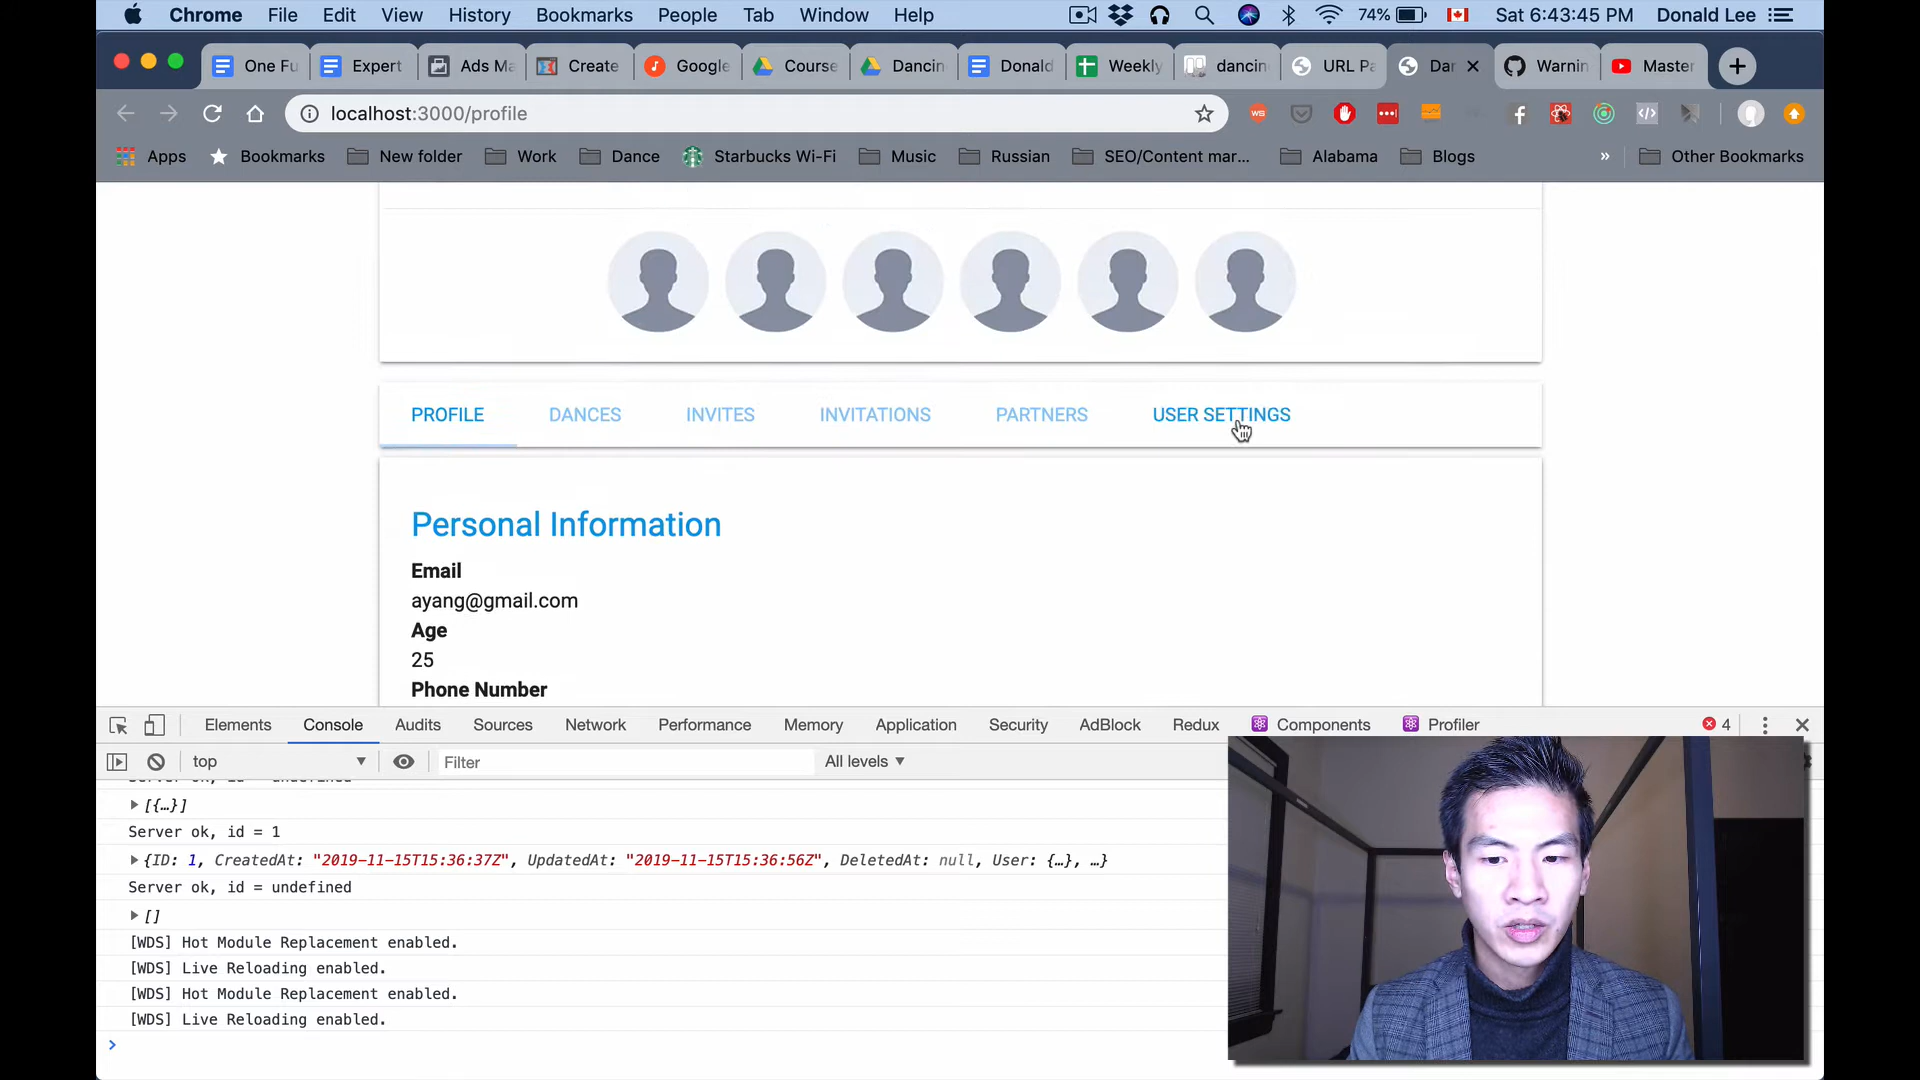 Chrome File Edit View History Bookmarks People Tab Window Help 74% Sat 6:43:45 PM Donald Lee
One Fu Expert Ads Ma Create Google Course Dancin Donald Weekly dancin URL Pa Dar Warnin Master
localhost:3000/profile
Apps Bookmarks New folder Work Dance Starbucks Wi-Fi Music Russian SEO/Content mar... Alabama Blogs » Other Bookmarks
PROFILE DANCES INVITES INVITATIONS PARTNERS USER SETTINGS
Personal Information
Email
ayang@gmail.com
Age
25
Phone Number
Elements Console Audits Sources Network Performance Memory Application Security AdBlock Redux Components Profiler 4
top Filter All levels
Server ok, id = undefined
[{…}]
Server ok, id = 1
{ID: 1, CreatedAt: "2019-11-15T15:36:37Z", UpdatedAt: "2019-11-15T15:36:56Z", DeletedAt: null, User: {…}, …}
Server ok, id = undefined
[]
[WDS] Hot Module Replacement enabled.
[WDS] Live Reloading enabled.
[WDS] Hot Module Replacement enabled.
[WDS] Live Reloading enabled.